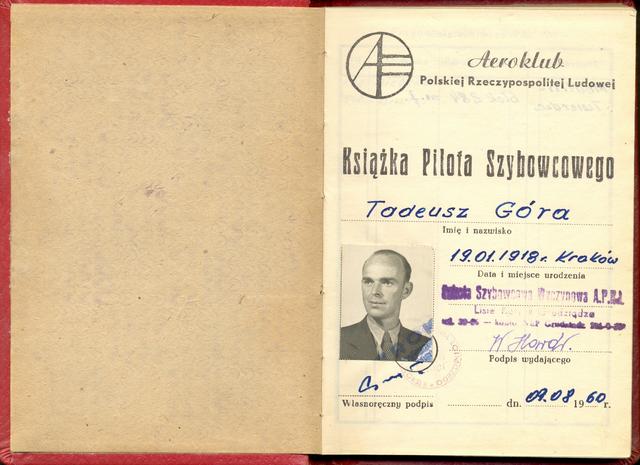 Aeroklub
Polskiej Rzeczypospolitej Ludowej
Książka Pilota Szybowcowego
Tadeusz Góra
Imię i nazwisko
19.01.1918 r. Kraków
Data i miejsce urodzenia
Szkoła Szybowcowa Wyczynowa A.P.R.L.
Podpis wydającego
Własnoręczny podpis
dn. 09.08 1960 r.